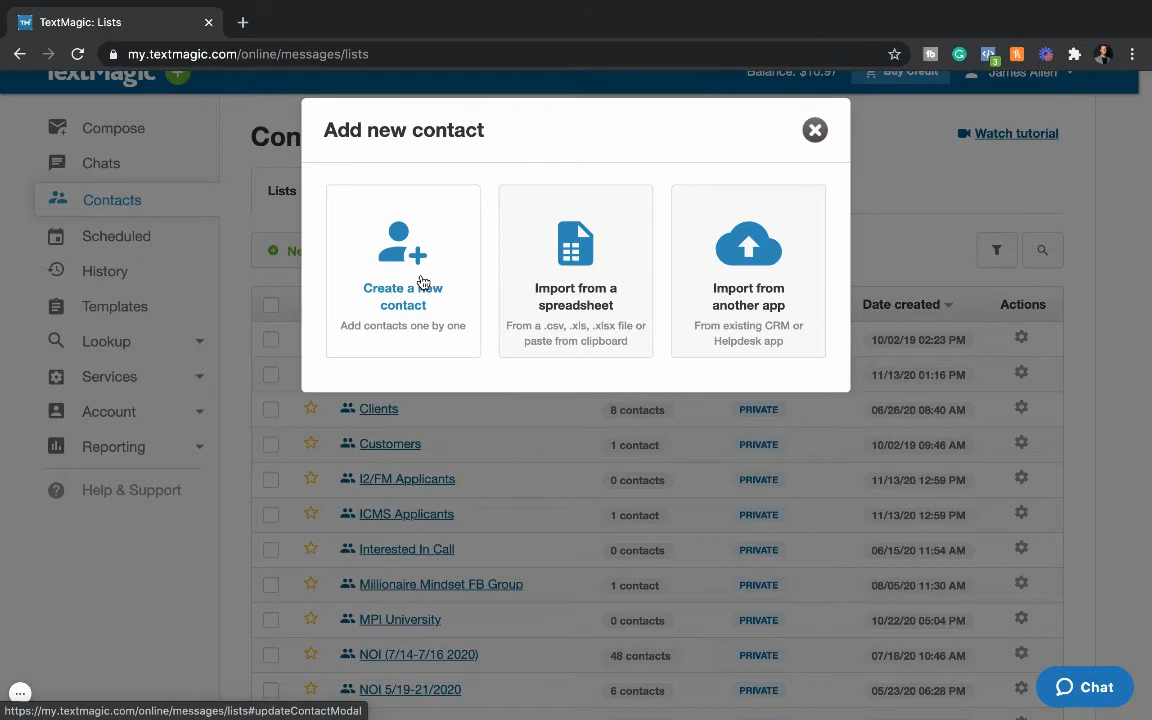 TextMagic: Lists
my.textmagic.com/online/messages/lists
3
TextMagic
Balance: $10.97
Buy Credit
James Allen
Compose
Chats
Contacts
Scheduled
History
Templates
Lookup
Services
Account
Reporting
Help & Support
Con
Watch tutorial
Lists
Add new contact
Create a new
contact
Add contacts one by one
Import from a
spreadsheet
From a .csv, .xls, .xlsx file or
paste from clipboard
Import from
another app
From existing CRM or
Helpdesk app
Date created
Actions
10/02/19 02:23 PM
11/13/20 01:16 PM
Clients 8 contacts PRIVATE 06/26/20 08:40 AM
Customers 1 contact PRIVATE 10/02/19 09:46 AM
I2/FM Applicants 0 contacts PRIVATE 11/13/20 12:59 PM
ICMS Applicants 1 contact PRIVATE 11/13/20 12:59 PM
Interested In Call 0 contacts PRIVATE 06/15/20 11:54 AM
Millionaire Mindset FB Group 1 contact PRIVATE 08/05/20 11:30 AM
MPI University 0 contacts PRIVATE 10/22/20 05:04 PM
NOI (7/14-7/16 2020) 48 contacts PRIVATE 07/18/20 10:46 AM
NOI 5/19-21/2020 6 contacts PRIVATE 05/23/20 06:28 PM
Chat
https://my.textmagic.com/online/messages/lists#updateContactModal